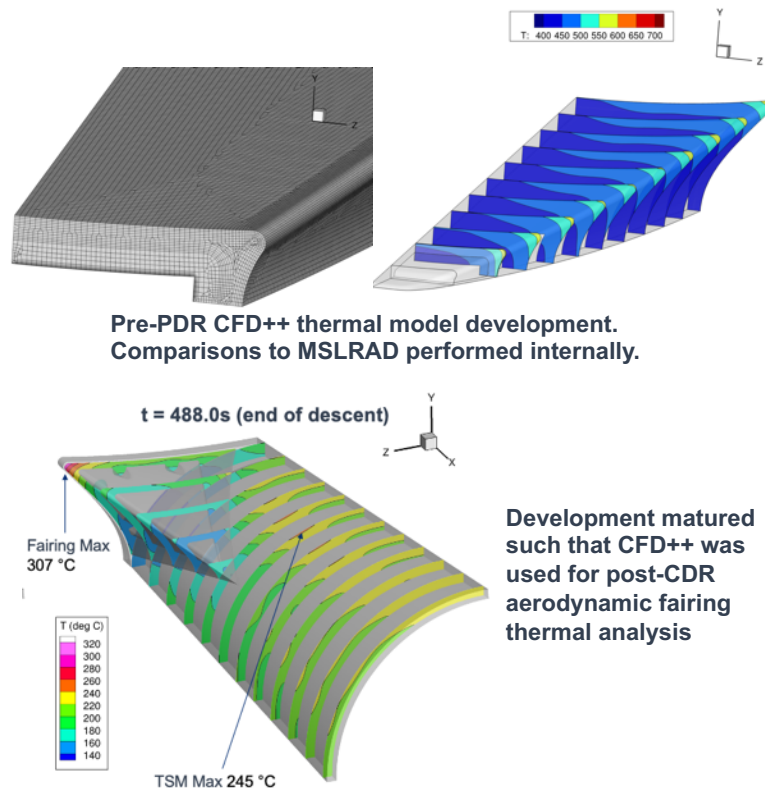 T: 400 450 500 550 600 650 700
Y
Z
Y
Z
Pre-PDR CFD++ thermal model development.
Comparisons to MSLRAD performed internally.
t = 488.0s (end of descent)
Y
Z
X
Fairing Max
307 °C
Development matured
such that CFD++ was
used for post-CDR
aerodynamic fairing
thermal analysis
T (deg C)
320
300
280
260
240
220
200
180
160
140
TSM Max 245 °C